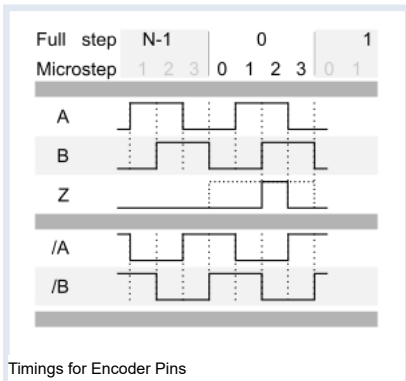 Full step N-1 0 1
Microstep 1 2 3 0 1 2 3 0 1
A
B
Z
/A
/B
Timings for Encoder Pins